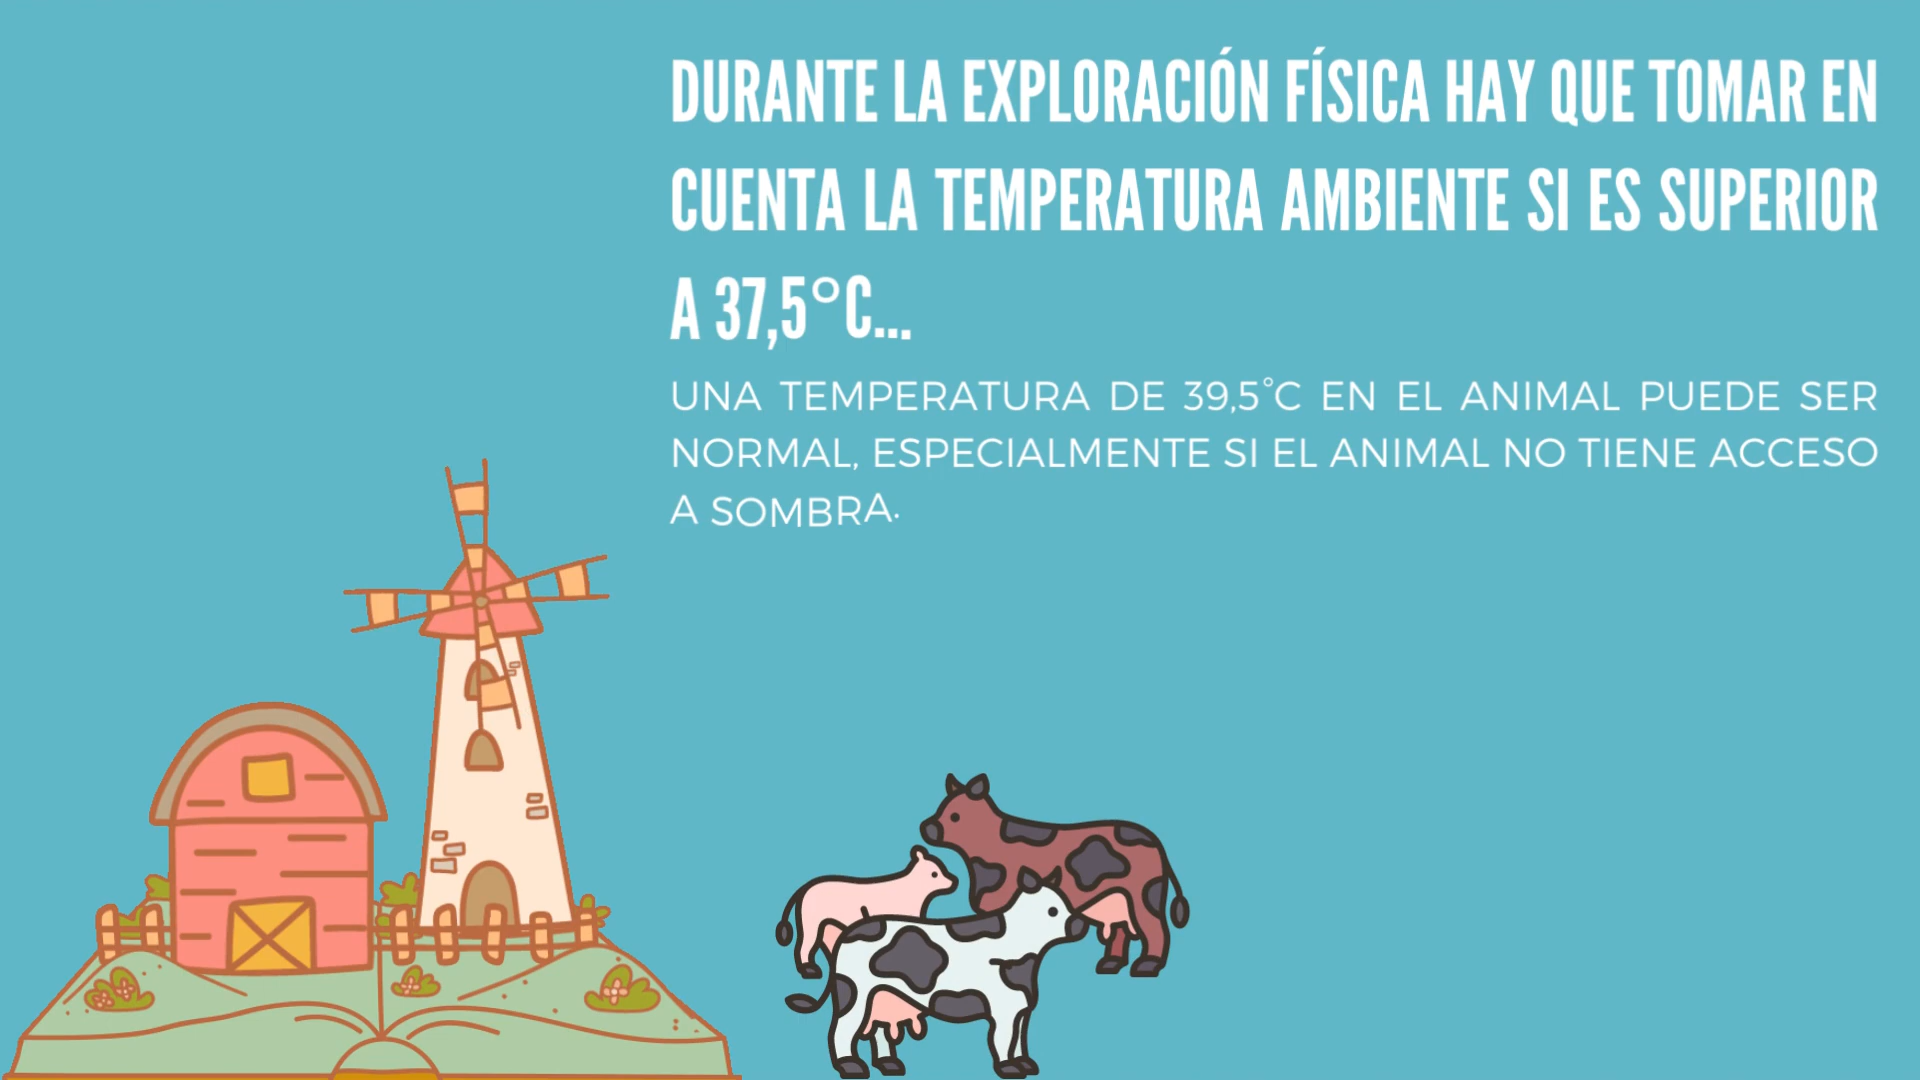 DURANTE LA EXPLORACIÓN FÍSICA HAY QUE TOMAR EN
CUENTA LA TEMPERATURA AMBIENTE SI ES SUPERIOR
A 37,5°C...
UNA TEMPERATURA DE 39,5°C EN EL ANIMAL PUEDE SER
NORMAL, ESPECIALMENTE SI EL ANIMAL NO TIENE ACCESO
A SOMBRA.